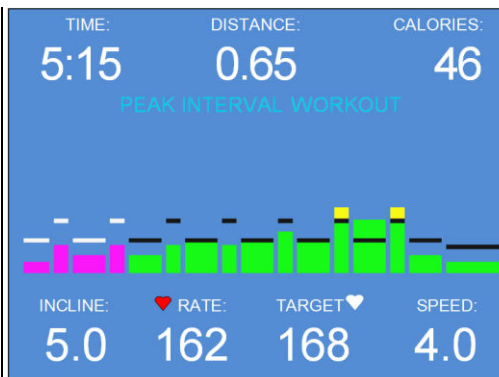 TIME: DISTANCE: CALORIES:
5:15 0.65 46
PEAK INTERVAL WORKOUT
INCLINE: RATE: TARGET SPEED:
5.0 162 168 4.0